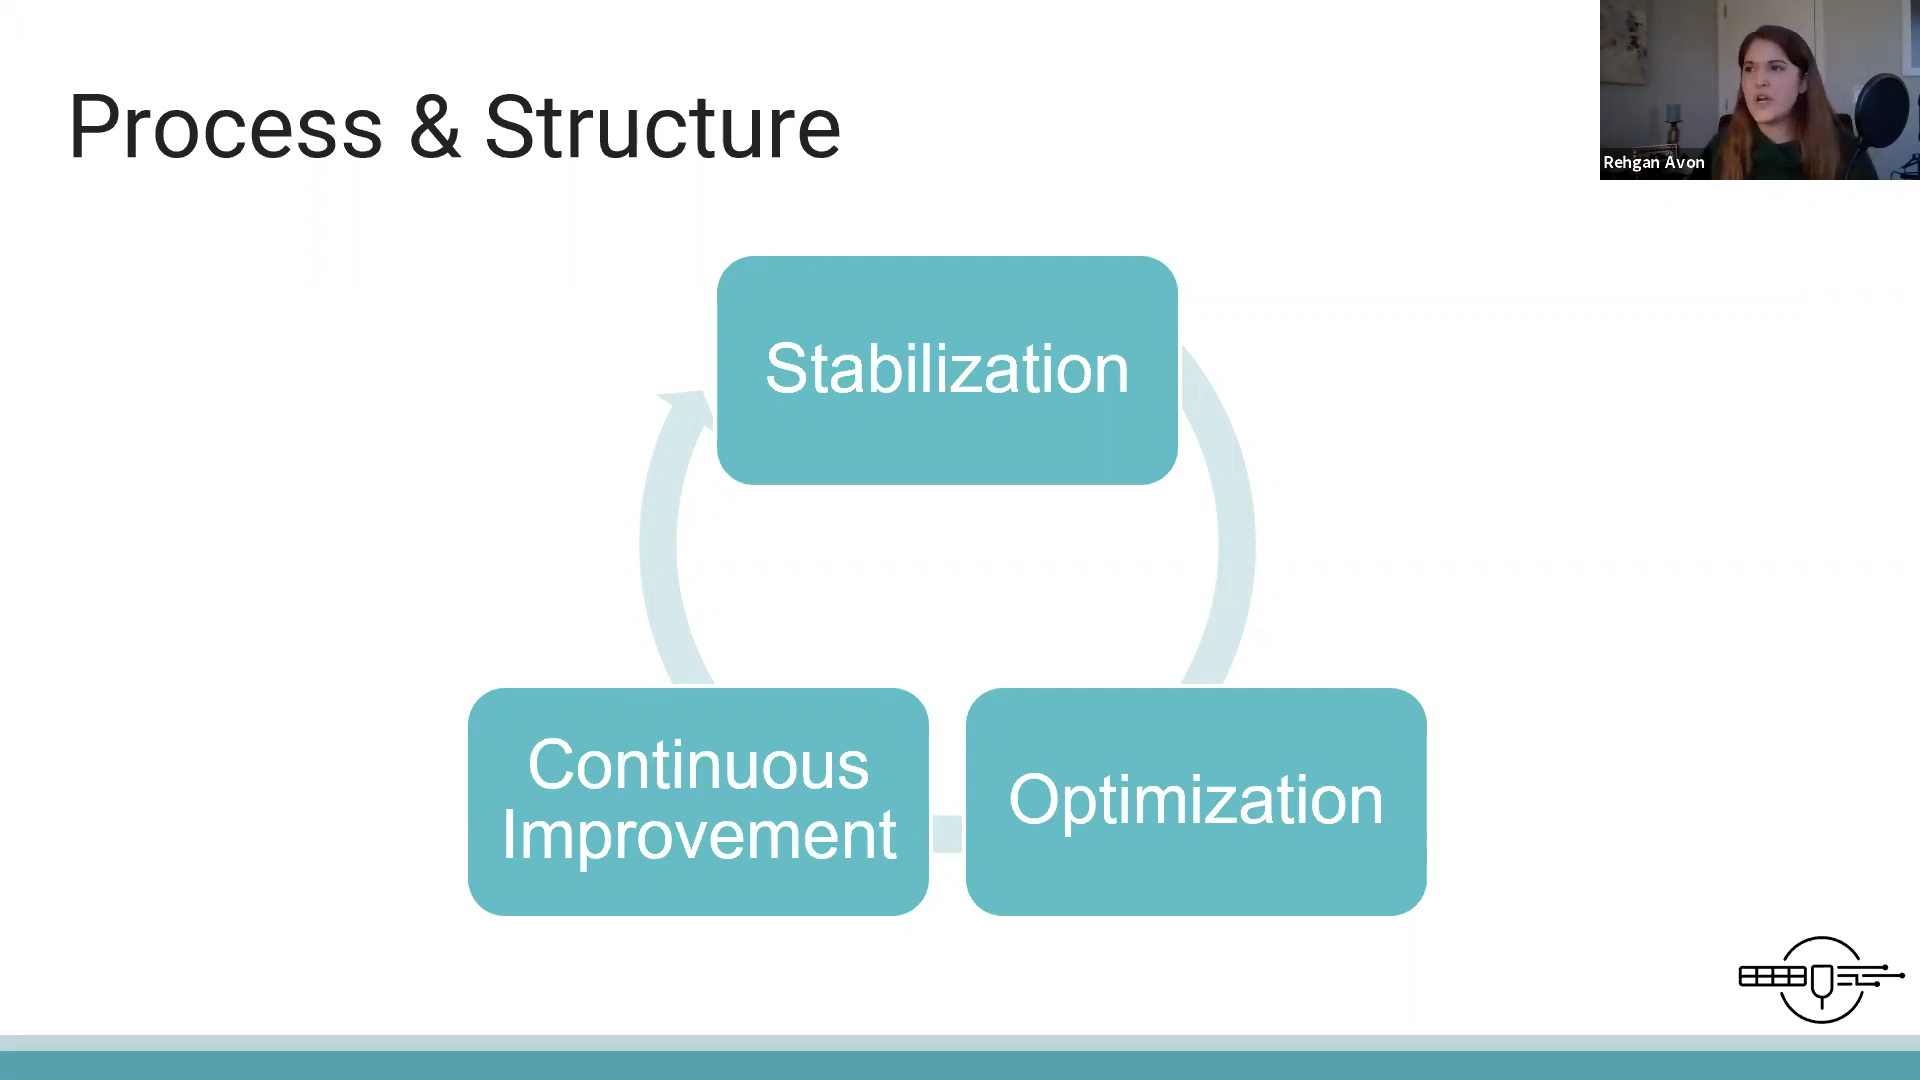 Process & Structure
Rehgan Avon
Stabilization
Continuous
Improvement
Optimization